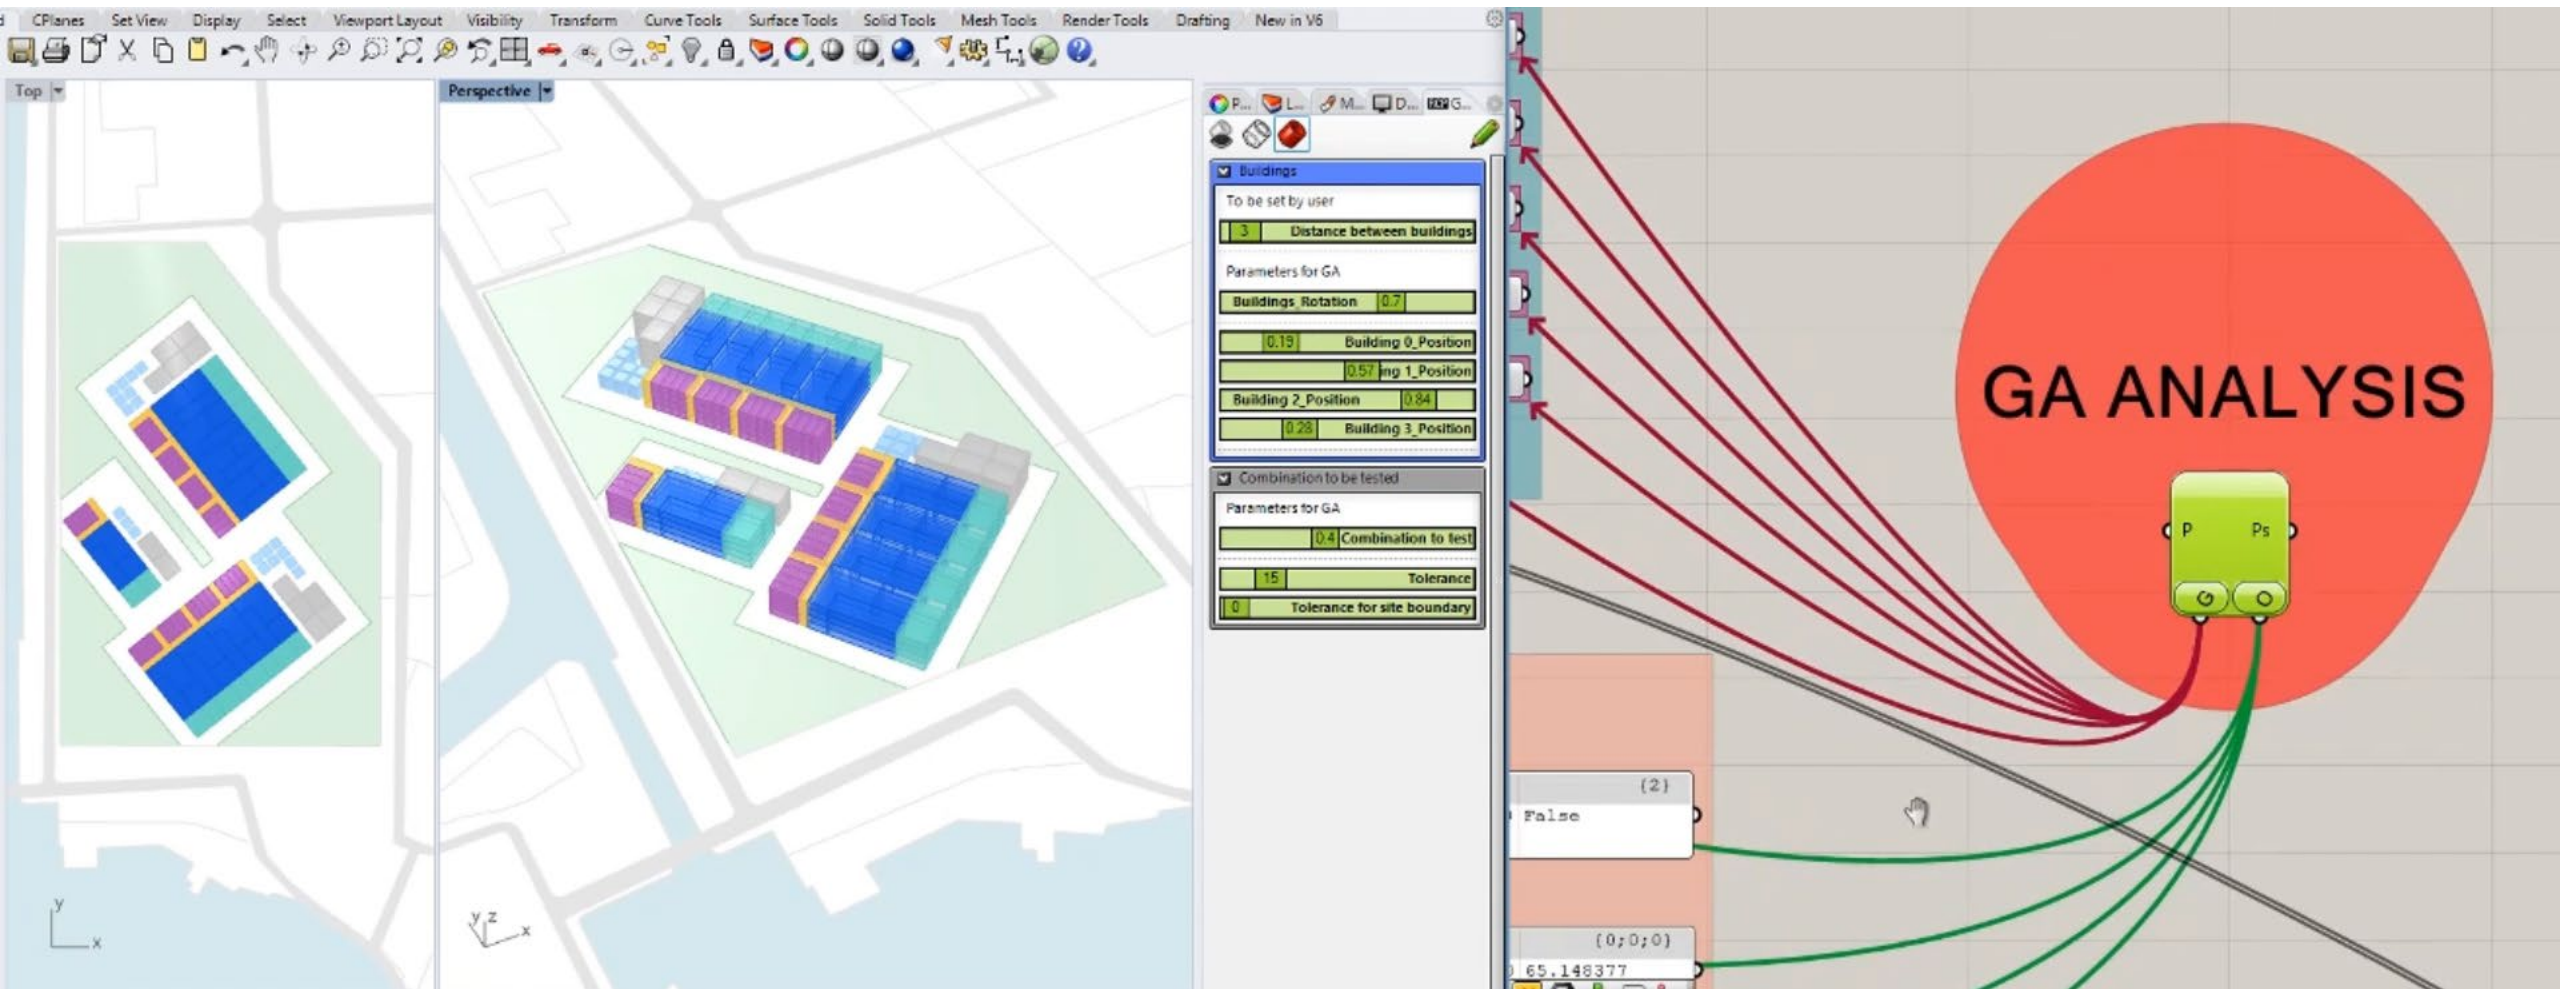 CPlanes Set View Display Select Viewport Layout Visibility Transform Curve Tools Surface Tools Solid Tools Mesh Tools Render Tools Drafting New in V6
Top
Perspective
P... L... M... D... G...
Buildings
To be set by user
3 Distance between buildings
Parameters for GA
Buildings_Rotation 0.7
0.19 Building 0_Position
0.57 ing 1_Position
Building 2_Position 0.84
0.28 Building 3_Position
Combination to be tested
Parameters for GA
0.4 Combination to test
15 Tolerance
0 Tolerance for site boundary
y
x
y z
x
GA ANALYSIS
P Ps
G O
{2}
False
{0;0;0}
65.148377